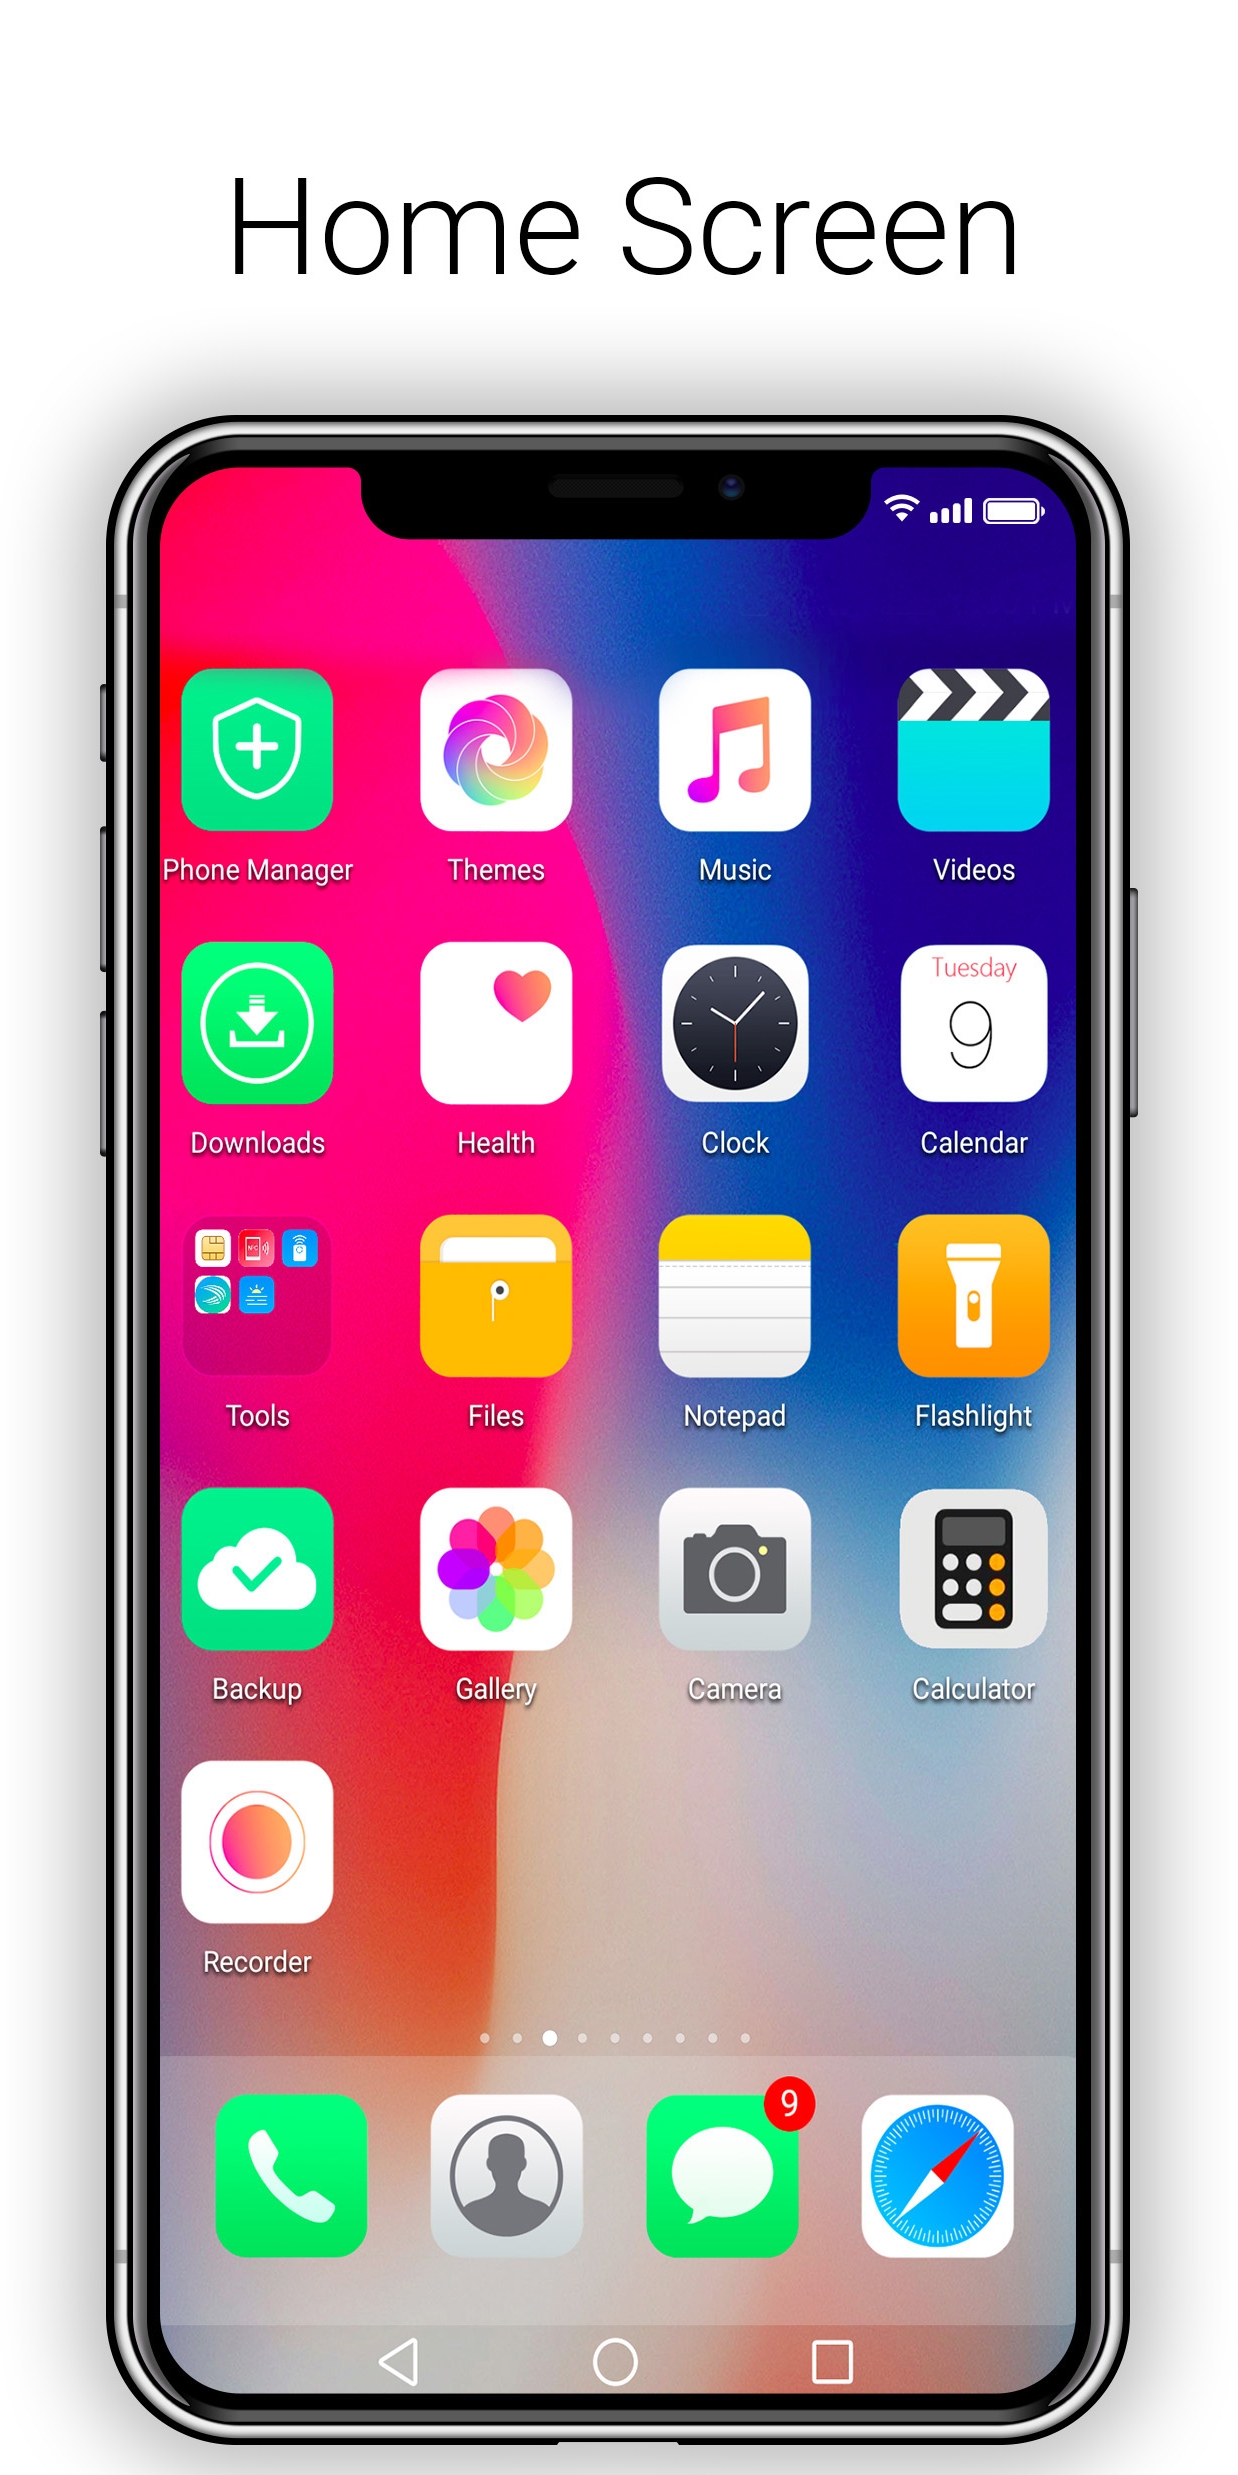 Home Screen
Phone Manager
Themes
Music
Videos
Tuesday
9
Downloads
Health
Clock
Calendar
Tools
Files
Notepad
Flashlight
Backup
Gallery
Camera
Calculator
Recorder
9